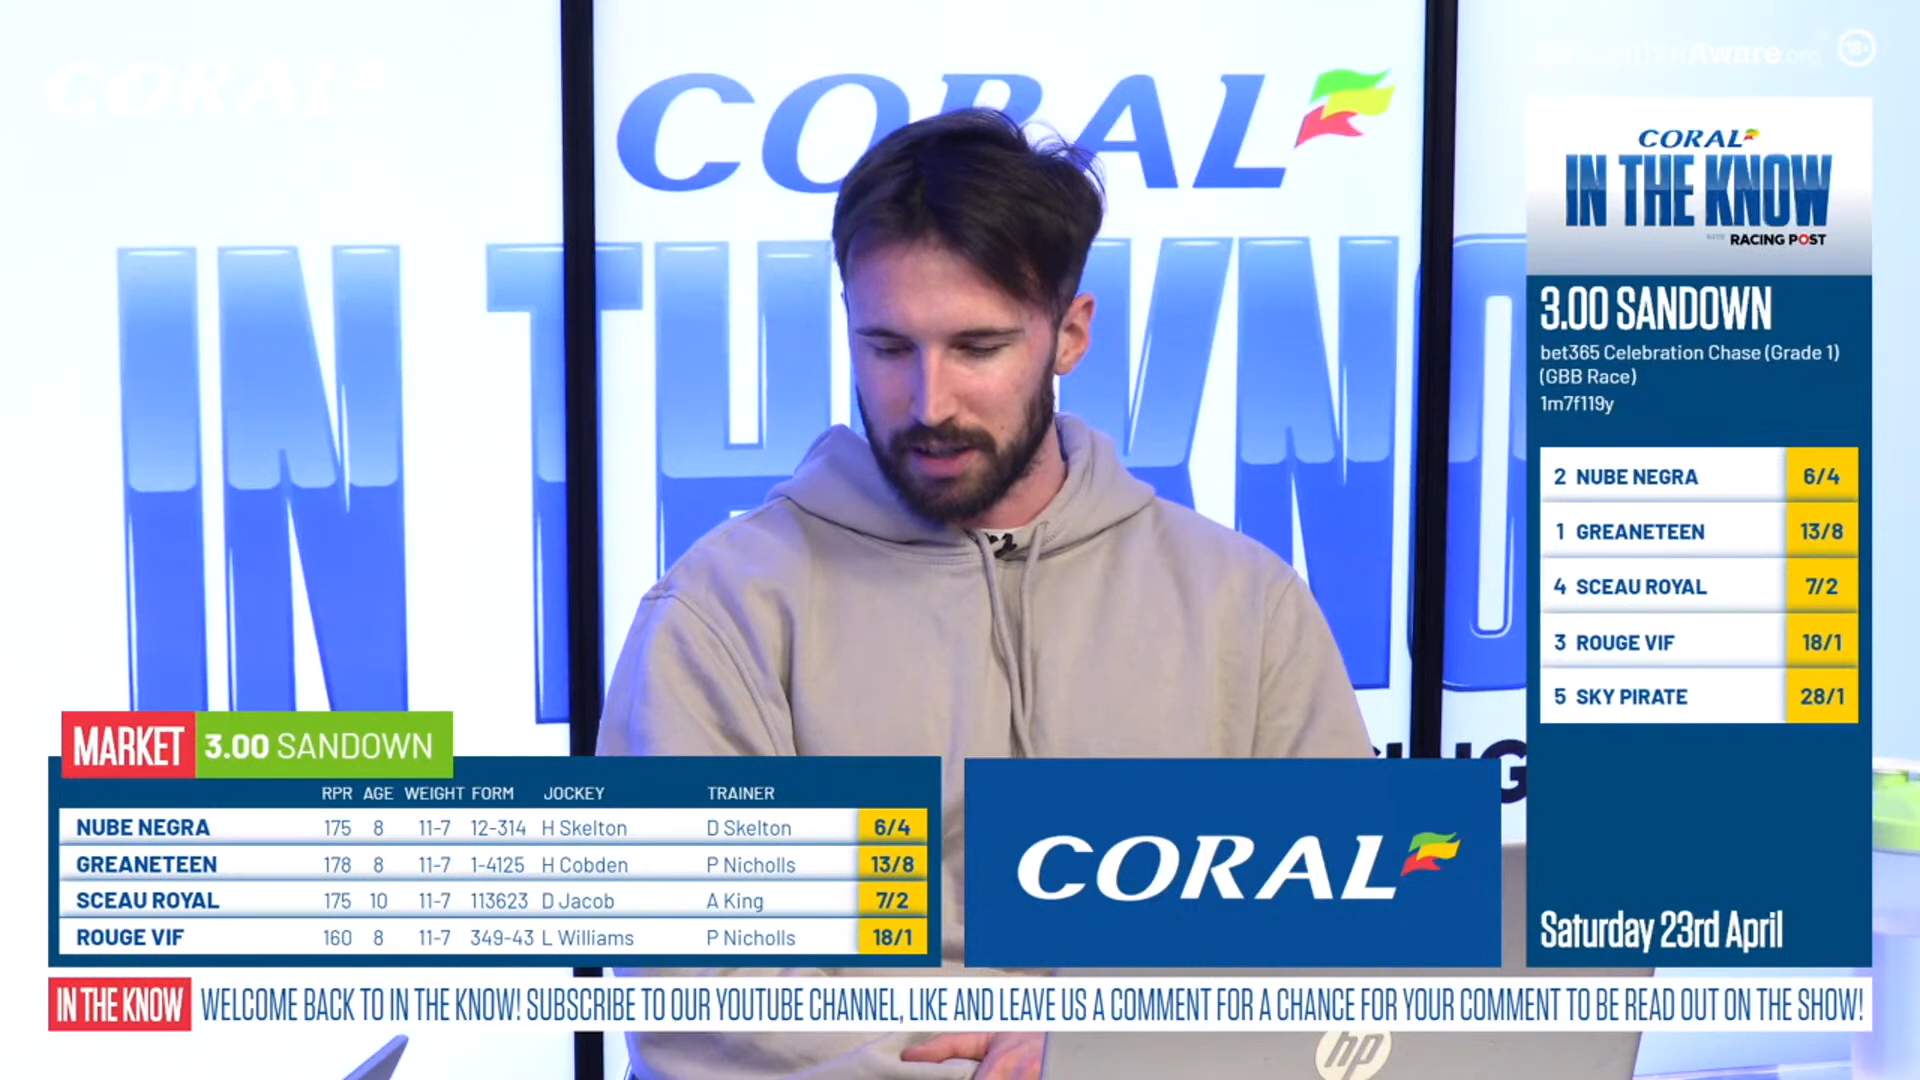 CORAL
CORAL
Aware.org 18+
IN THE KNO
CORAL
IN THE KNOW
WITH RACING POST
3.00 SANDOWN
bet365 Celebration Chase (Grade 1)
(GBB Race)
1m7f119y
2 NUBE NEGRA 6/4
1 GREANETEEN 13/8
4 SCEAU ROYAL 7/2
3 ROUGE VIF 18/1
5 SKY PIRATE 28/1
Saturday 23rd April
MARKET 3.00 SANDOWN
RPR AGE WEIGHT FORM JOCKEY TRAINER
NUBE NEGRA 175 8 11-7 12-314 H Skelton D Skelton 6/4
GREANETEEN 178 8 11-7 1-4125 H Cobden P Nicholls 13/8
SCEAU ROYAL 175 10 11-7 113623 D Jacob A King 7/2
ROUGE VIF 160 8 11-7 349-43 L Williams P Nicholls 18/1
CORAL
IN THE KNOW WELCOME BACK TO IN THE KNOW! SUBSCRIBE TO OUR YOUTUBE CHANNEL, LIKE AND LEAVE US A COMMENT FOR A CHANCE FOR YOUR COMMENT TO BE READ OUT ON THE SHOW!
hp